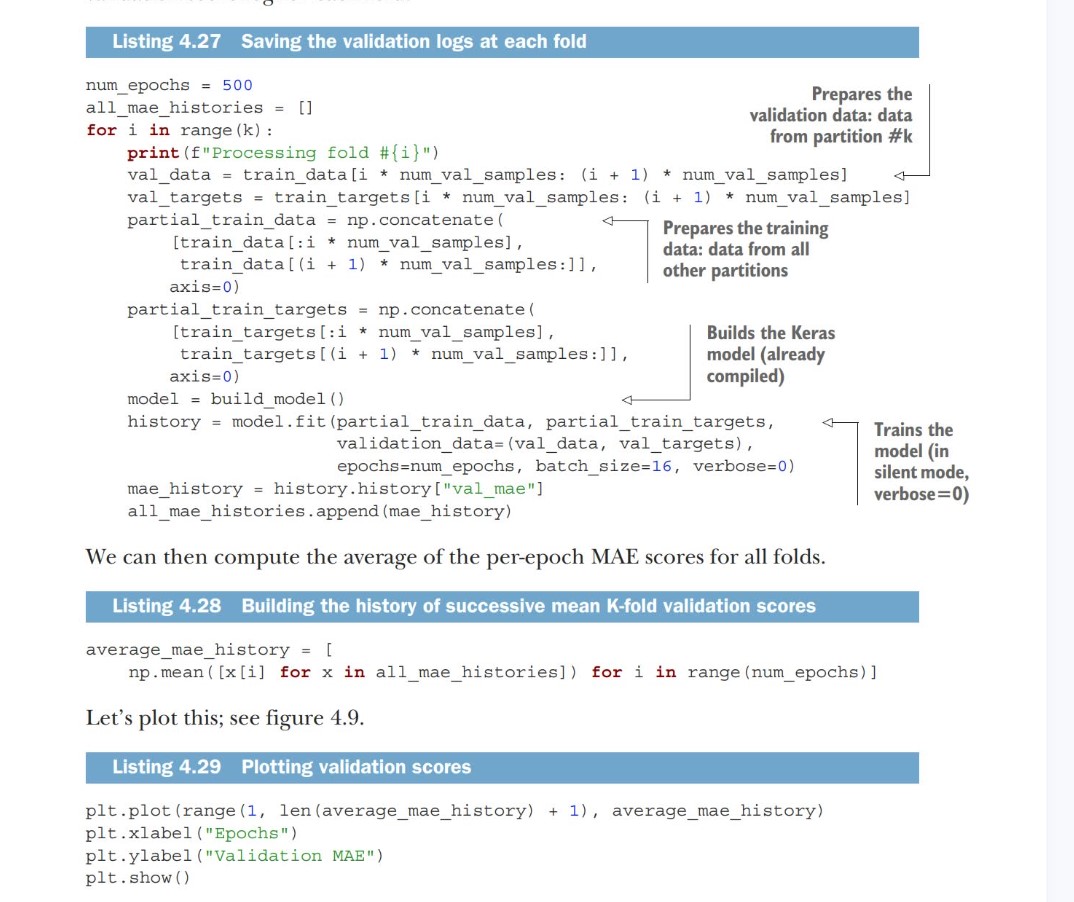 Listing 4.27 Saving the validation logs at each fold
num_epochs = 500
all_mae_histories = []
for i in range(k):
    print(f"Processing fold #{i}")
    val_data = train_data[i * num_val_samples: (i + 1) * num_val_samples]
    val_targets = train_targets[i * num_val_samples: (i + 1) * num_val_samples]
    partial_train_data = np.concatenate(
        [train_data[:i * num_val_samples],
         train_data[(i + 1) * num_val_samples:]],
        axis=0)
    partial_train_targets = np.concatenate(
        [train_targets[:i * num_val_samples],
         train_targets[(i + 1) * num_val_samples:]],
        axis=0)
    model = build_model()
    history = model.fit(partial_train_data, partial_train_targets,
                        validation_data=(val_data, val_targets),
                        epochs=num_epochs, batch_size=16, verbose=0)
    mae_history = history.history["val_mae"]
    all_mae_histories.append(mae_history)
Prepares the
validation data: data
from partition #k
Prepares the training
data: data from all
other partitions
Builds the Keras
model (already
compiled)
Trains the
model (in
silent mode,
verbose=0)
We can then compute the average of the per-epoch MAE scores for all folds.
Listing 4.28 Building the history of successive mean K-fold validation scores
average_mae_history = [
    np.mean([x[i] for x in all_mae_histories]) for i in range(num_epochs)]
Let's plot this; see figure 4.9.
Listing 4.29 Plotting validation scores
plt.plot(range(1, len(average_mae_history) + 1), average_mae_history)
plt.xlabel("Epochs")
plt.ylabel("Validation MAE")
plt.show()